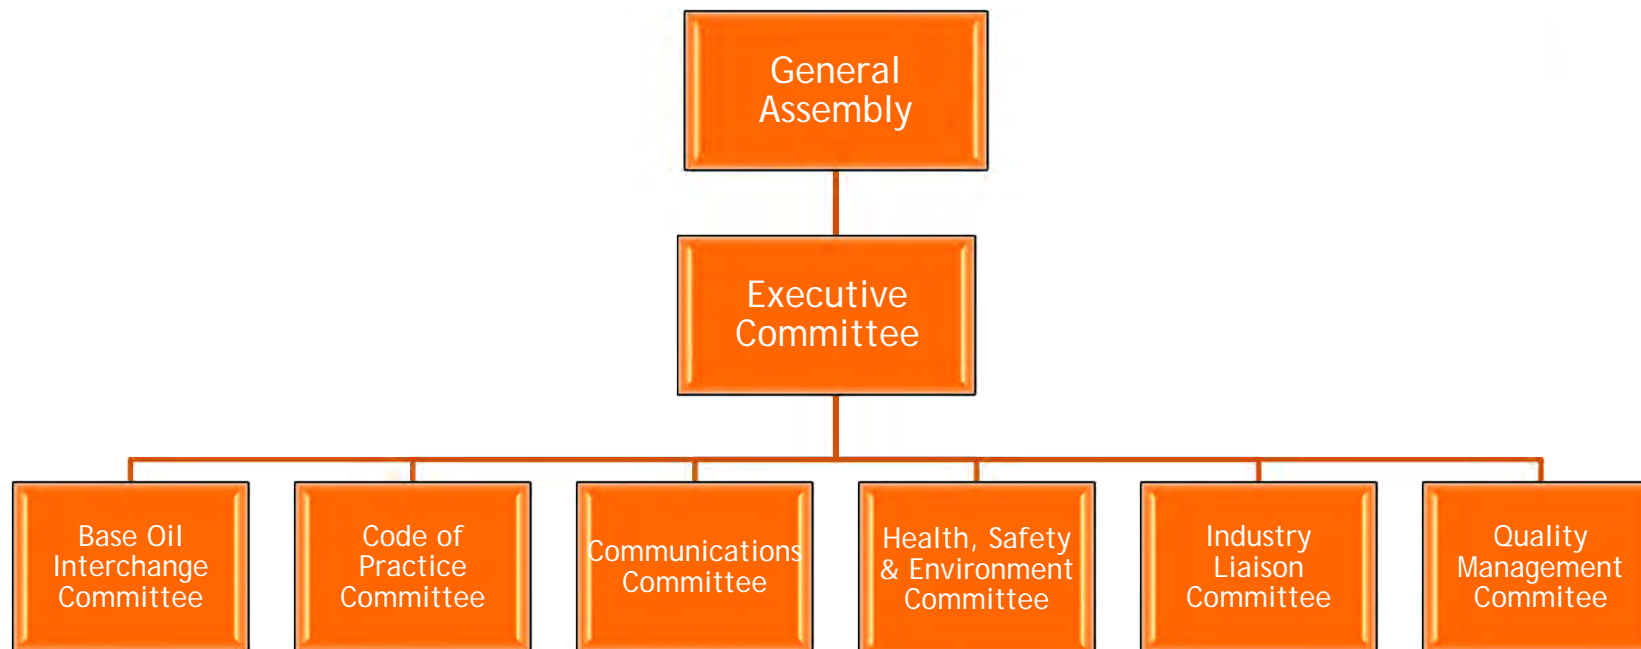 General
Assembly
Executive
Committee
Base Oil
Interchange
Committee
Code of
Practice
Committee
Communications
Committee
Health, Safety
& Environment
Committee
Industry
Liaison
Committee
Quality
Management
Commitee